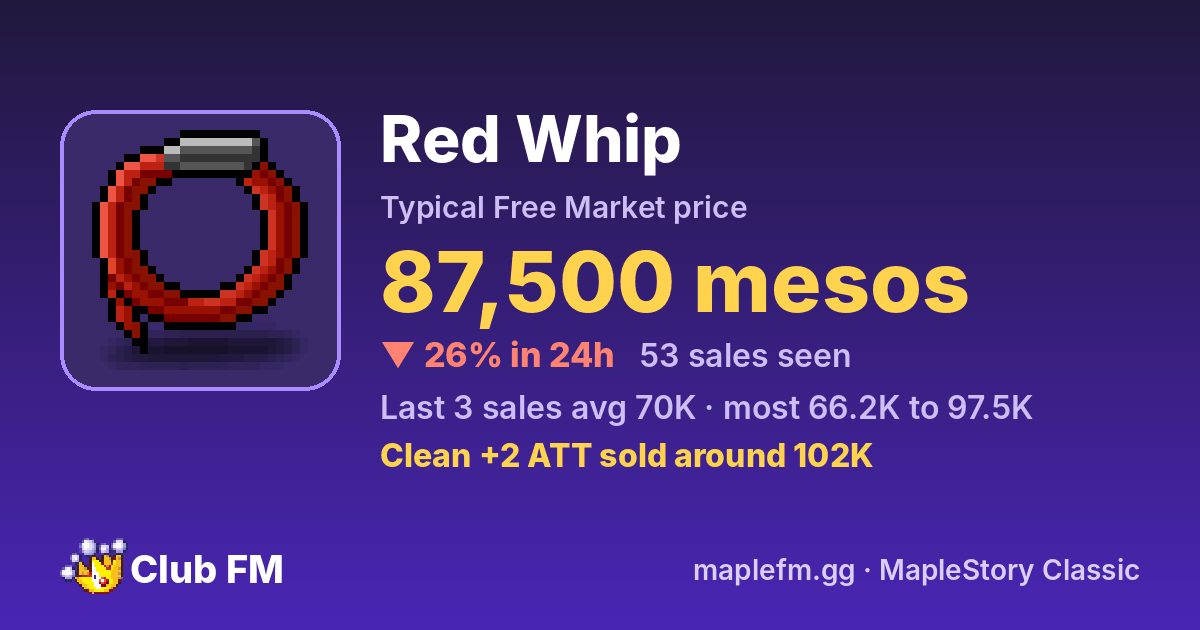 Red Whip
Typical Free Market price
87,500 mesos
▼ 26% in 24h 53 sales seen
Last 3 sales avg 70K · most 66.2K to 97.5K
Clean +2 ATT sold around 102K
Club FM
maplefm.gg · MapleStory Classic